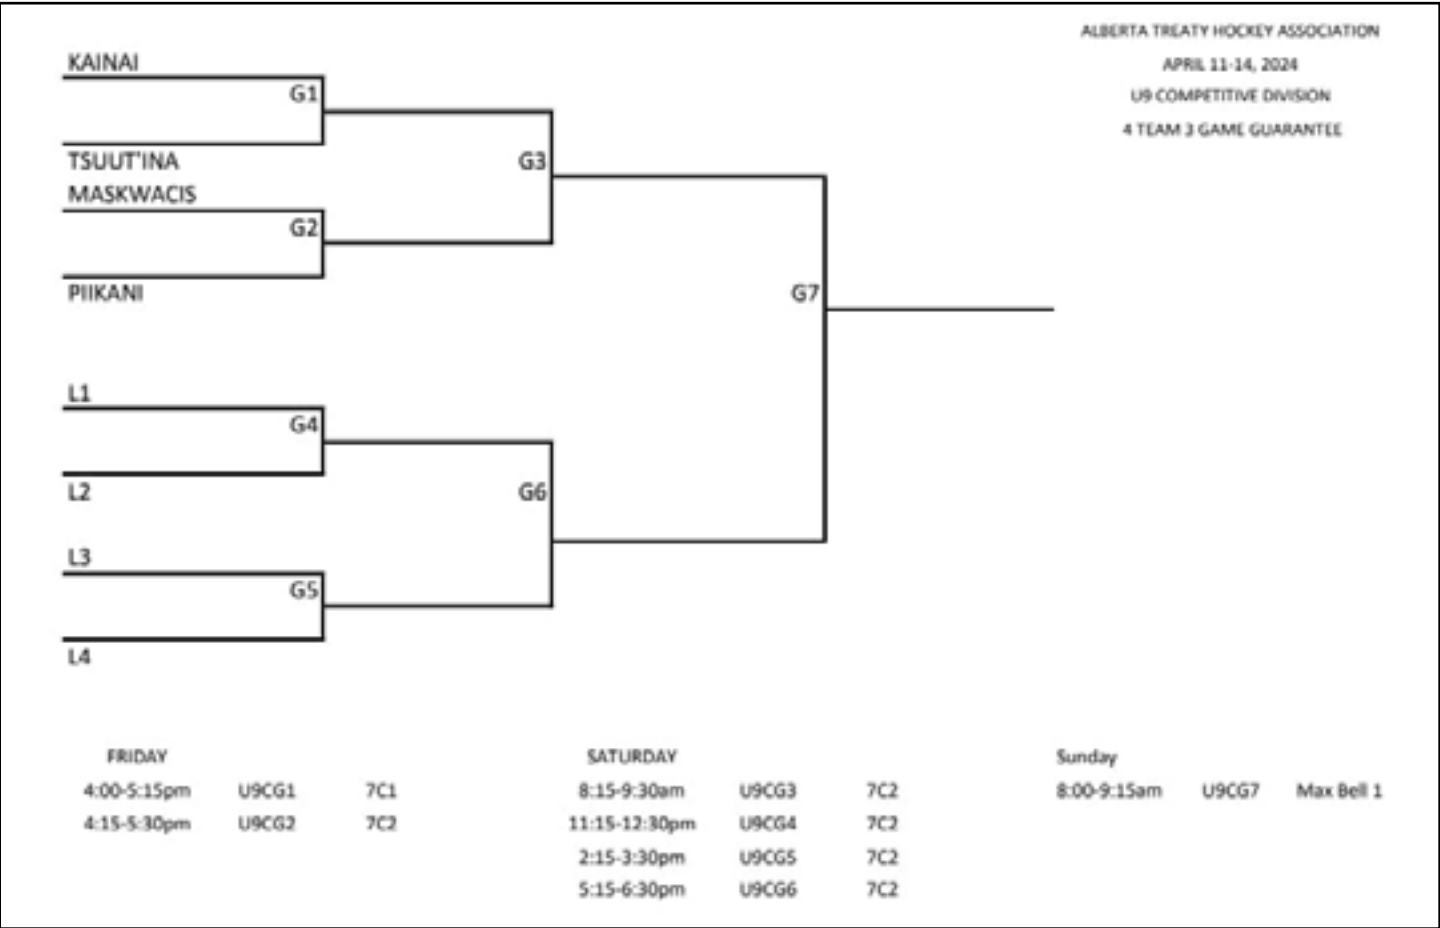 ALBERTA TREATY HOCKEY ASSOCIATION
APRIL 11-14, 2024
U9 COMPETITIVE DIVISION
4 TEAM 3 GAME GUARANTEE
KAINAI
G1
TSUUT'INA
G3
MASKWACIS
G2
PIIKANI
G7
L1
G4
L2
G6
L3
G5
L4
FRIDAY
4:00-5:15pm U9CG1 7C1
4:15-5:30pm U9CG2 7C2
SATURDAY
8:15-9:30am U9CG3 7C2
11:15-12:30pm U9CG4 7C2
2:15-3:30pm U9CG5 7C2
5:15-6:30pm U9CG6 7C2
Sunday
8:00-9:15am U9CG7 Max Bell 1